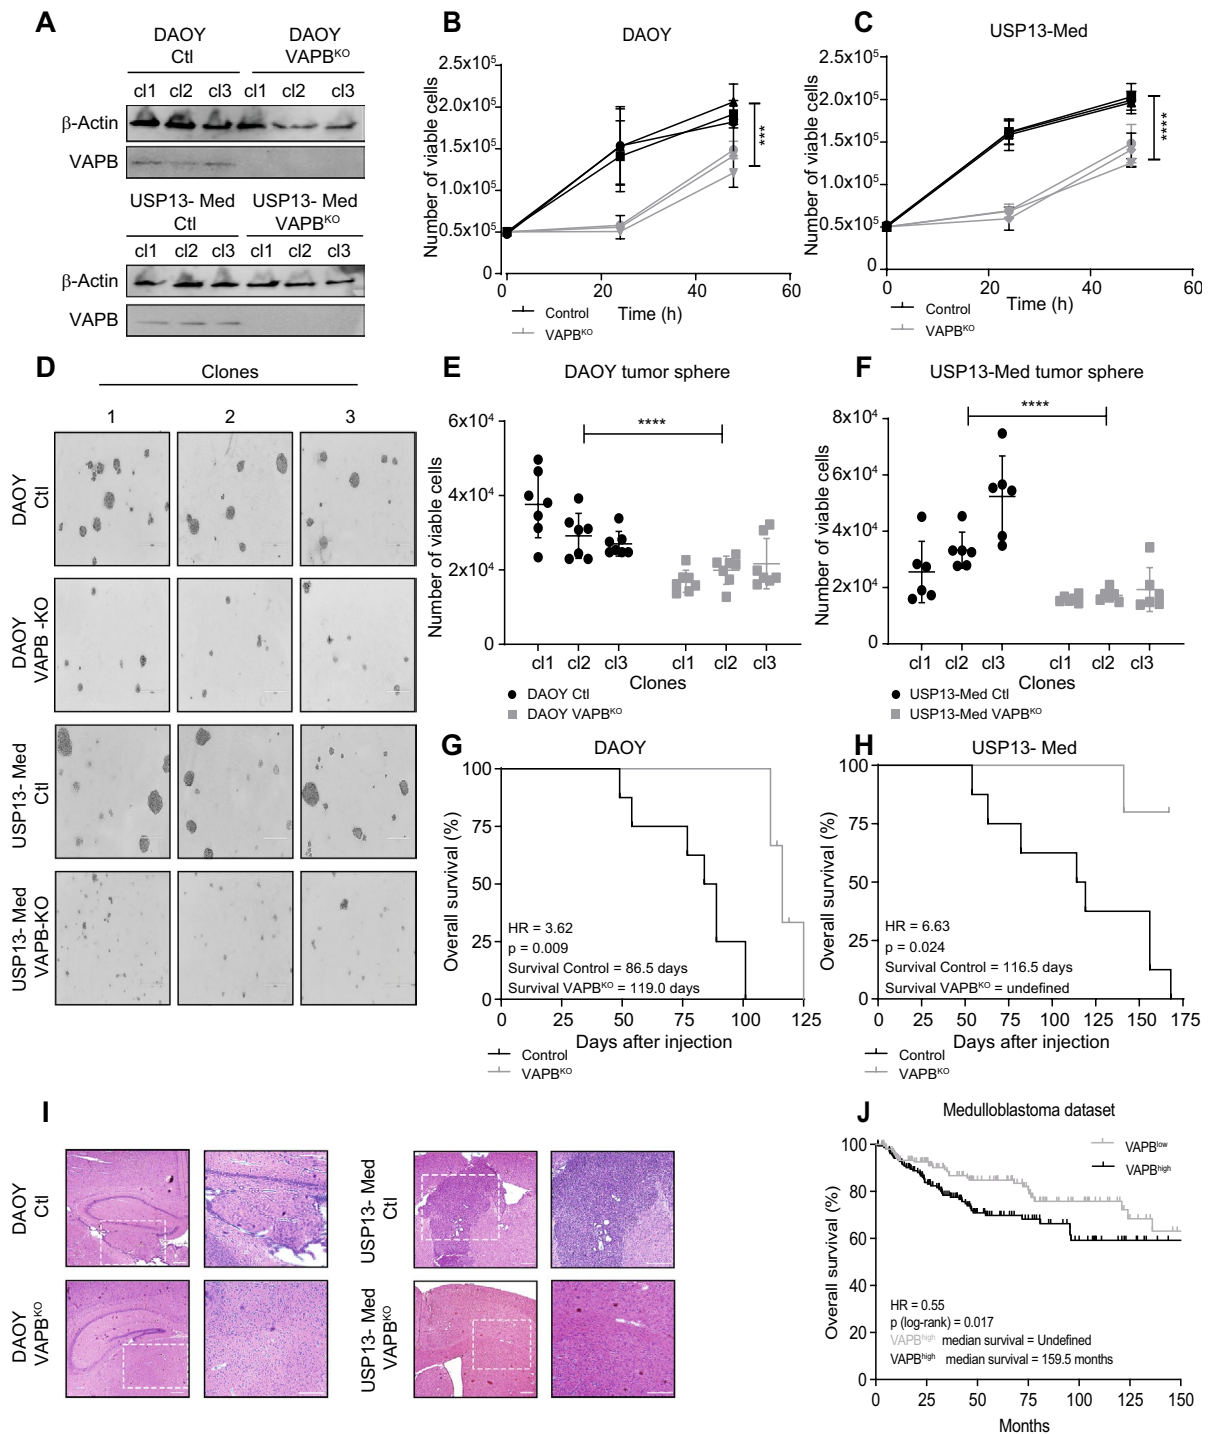 A
DAOY
Ctl
DAOY
VAPBᴷᴼ
cl1 cl2 cl3 cl1 cl2 cl3
β-Actin
VAPB
USP13- Med
Ctl
USP13- Med
VAPBᴷᴼ
cl1 cl2 cl3 cl1 cl2 cl3
β-Actin
VAPB
B
DAOY
Number of viable cells
2.5x10⁵
2.0x10⁵
1.5x10⁵
1.0x10⁵
0.5x10⁵
0
0 20 40 60
Time (h)
***
Control
VAPBᴷᴼ
C
USP13-Med
Number of viable cells
2.5x10⁵
2.0x10⁵
1.5x10⁵
1.0x10⁵
0.5x10⁵
0
0 20 40 60
Time (h)
****
Control
VAPBᴷᴼ
D
Clones
1 2 3
DAOY
Ctl
DAOY
VAPB -KO
USP13- Med
Ctl
USP13- Med
VAPB-KO
E
DAOY tumor sphere
Number of viable cells
6x10⁴
4x10⁴
2x10⁴
0
****
cl1 cl2 cl3 cl1 cl2 cl3
Clones
DAOY Ctl
DAOY VAPBᴷᴼ
F
USP13-Med tumor sphere
Number of viable cells
8x10⁴
6x10⁴
4x10⁴
2x10⁴
0
****
cl1 cl2 cl3 cl1 cl2 cl3
Clones
USP13-Med Ctl
USP13-Med VAPBᴷᴼ
G
DAOY
Overall survival (%)
100
75
50
25
0
HR = 3.62
p = 0.009
Survival Control = 86.5 days
Survival VAPBᴷᴼ = 119.0 days
0 25 50 75 100 125
Days after injection
Control
VAPBᴷᴼ
H
USP13- Med
Overall survival (%)
100
75
50
25
0
HR = 6.63
p = 0.024
Survival Control = 116.5 days
Survival VAPBᴷᴼ = undefined
0 25 50 75 100 125 150 175
Days after injection
Control
VAPBᴷᴼ
I
DAOY
Ctl
USP13- Med
Ctl
DAOY
VAPBᴷᴼ
USP13- Med
VAPBᴷᴼ
J
Medulloblastoma dataset
Overall survival (%)
100
80
60
40
20
0
VAPBˡᵒʷ
VAPBʰⁱᵍʰ
HR = 0.55
p (log-rank) = 0.017
VAPBʰⁱᵍʰ median survival = Undefined
VAPBʰⁱᵍʰ median survival = 159.5 months
0 25 50 75 100 125 150
Months